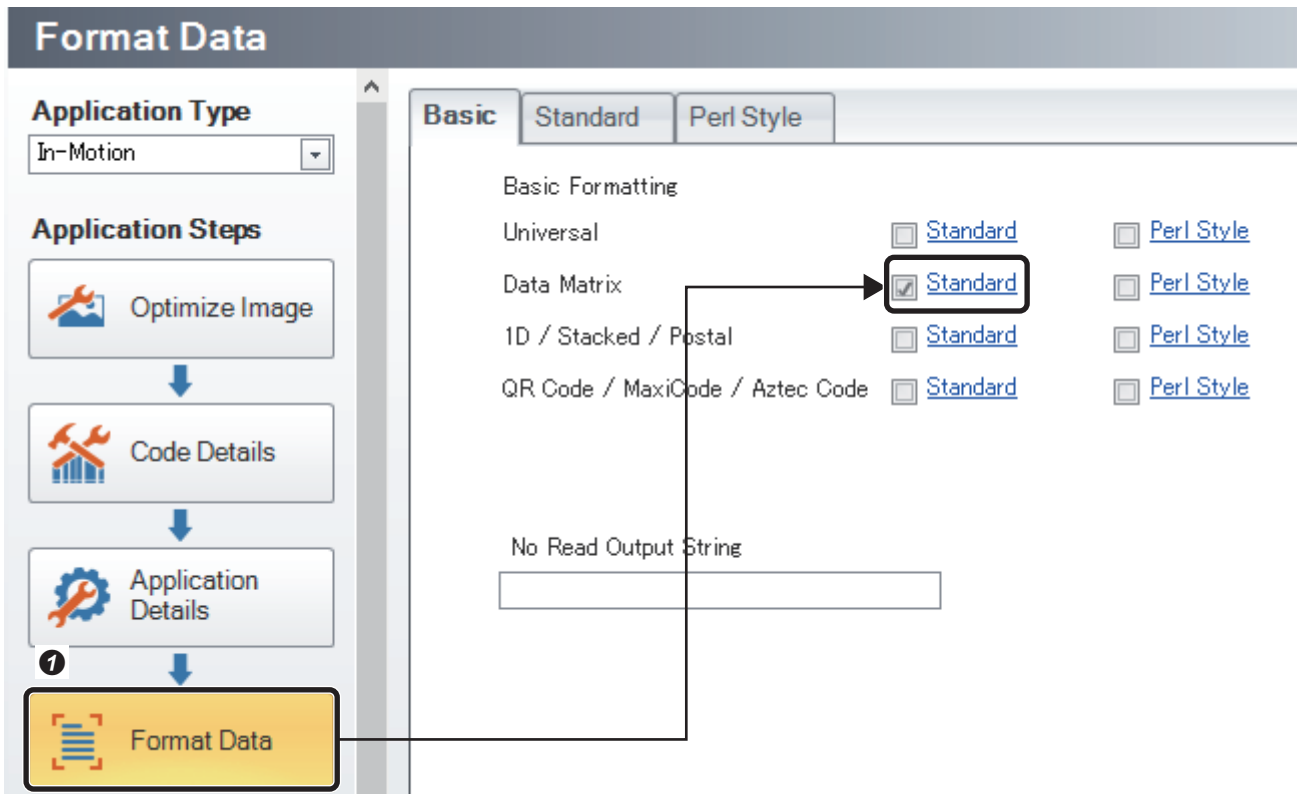 Format Data
Application Type
In-Motion
Application Steps
Optimize Image
Code Details
Application
Details
1
Format Data
Basic Standard Perl Style
Basic Formatting
Universal Standard Perl Style
Data Matrix Standard Perl Style
1D / Stacked / Postal Standard Perl Style
QR Code / MaxiCode / Aztec Code Standard Perl Style
No Read Output String